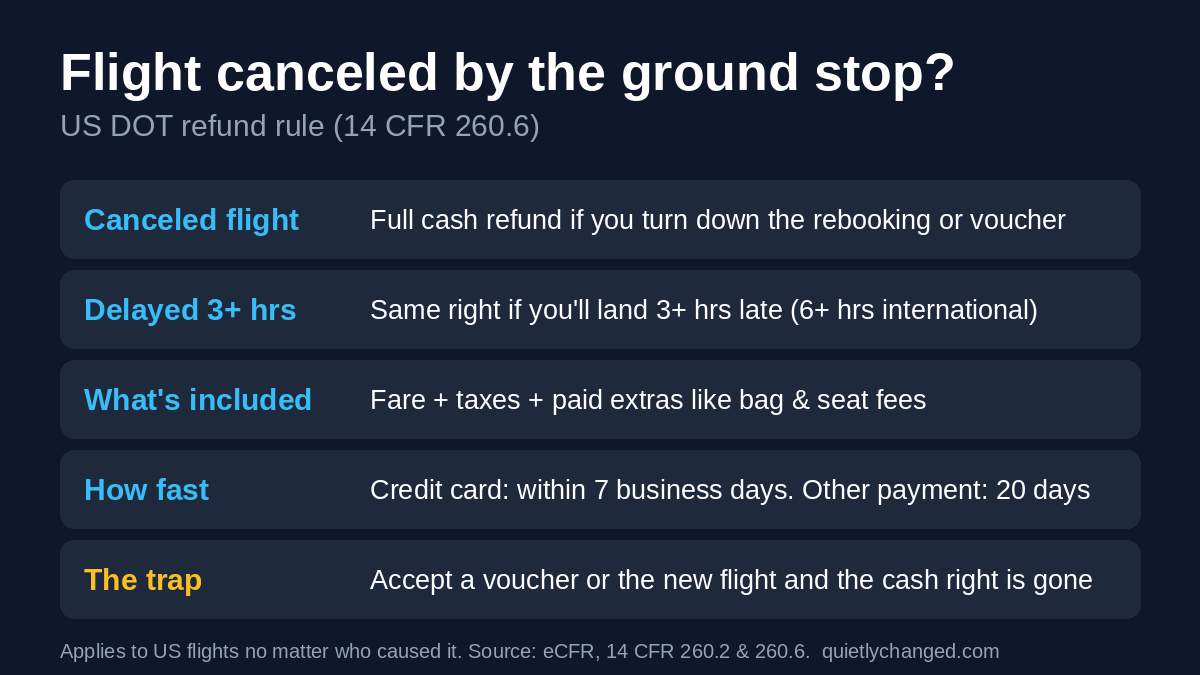 Flight canceled by the ground stop?
US DOT refund rule (14 CFR 260.6)
Canceled flight Full cash refund if you turn down the rebooking or voucher
Delayed 3+ hrs Same right if you'll land 3+ hrs late (6+ hrs international)
What's included Fare + taxes + paid extras like bag & seat fees
How fast Credit card: within 7 business days. Other payment: 20 days
The trap Accept a voucher or the new flight and the cash right is gone
Applies to US flights no matter who caused it. Source: eCFR, 14 CFR 260.2 & 260.6. quietlychanged.com